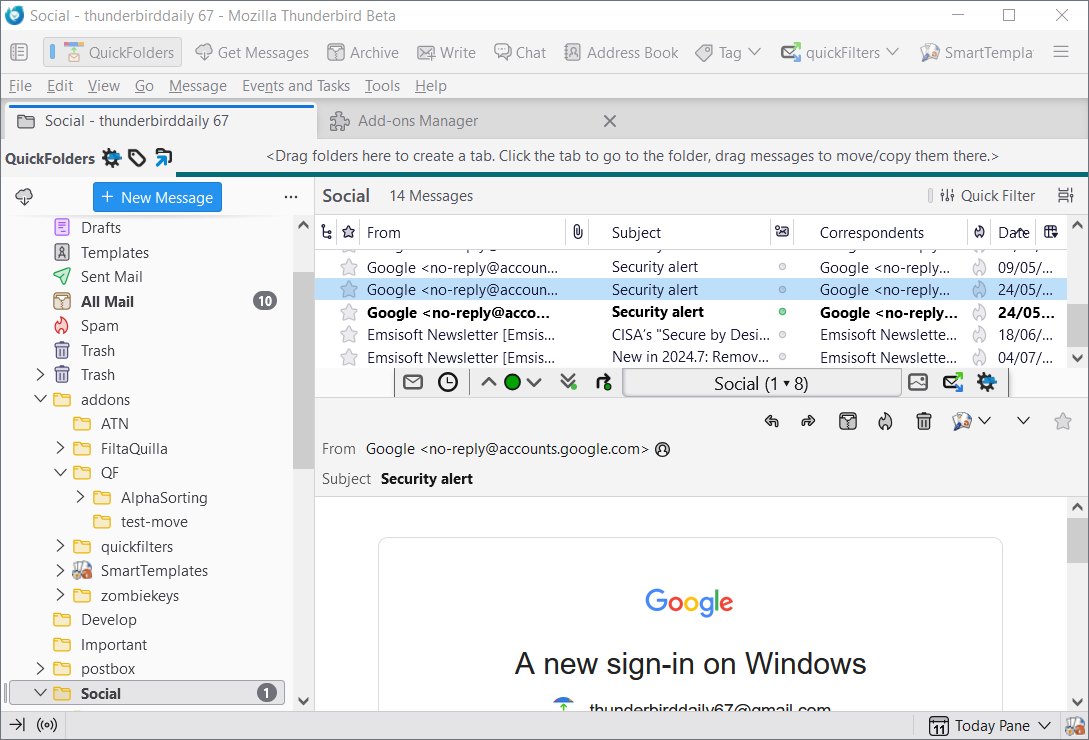 Social - thunderbirddaily 67 - Mozilla Thunderbird Beta
QuickFolders Get Messages Archive Write Chat Address Book Tag quickFilters SmartTempla
File Edit View Go Message Events and Tasks Tools Help
Social - thunderbirddaily 67 Add-ons Manager
QuickFolders <Drag folders here to create a tab. Click the tab to go to the folder, drag messages to move/copy them there.>
+ New Message ...
Drafts
Templates
Sent Mail
All Mail 10
Spam
Trash
Trash
addons
ATN
FiltaQuilla
QF
AlphaSorting
test-move
quickfilters
SmartTemplates
zombiekeys
Develop
Important
postbox
Social 1
Social 14 Messages Quick Filter
From Subject Correspondents Date
Google <no-reply@accoun... Security alert Google <no-reply... 09/05/...
Google <no-reply@accoun... Security alert Google <no-reply... 24/05/...
Google <no-reply@acco... Security alert Google <no-reply... 24/05...
Emsisoft Newsletter [Emsis... CISA's "Secure by Desi... Emsisoft Newslette... 18/06/...
Emsisoft Newsletter [Emsis... New in 2024.7: Remov... Emsisoft Newslette... 04/07/...
Social (1 ▾ 8)
From Google <no-reply@accounts.google.com>
Subject Security alert
Google
A new sign-in on Windows
thunderbirddaily67@gmail.com
11 Today Pane